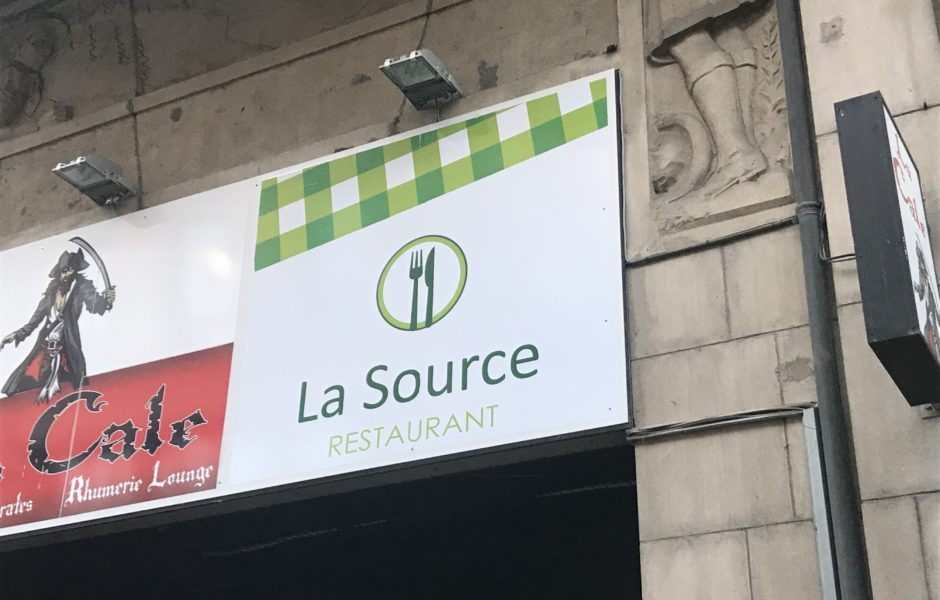 Cale
rates Rhumerie Lounge
La Source
RESTAURANT